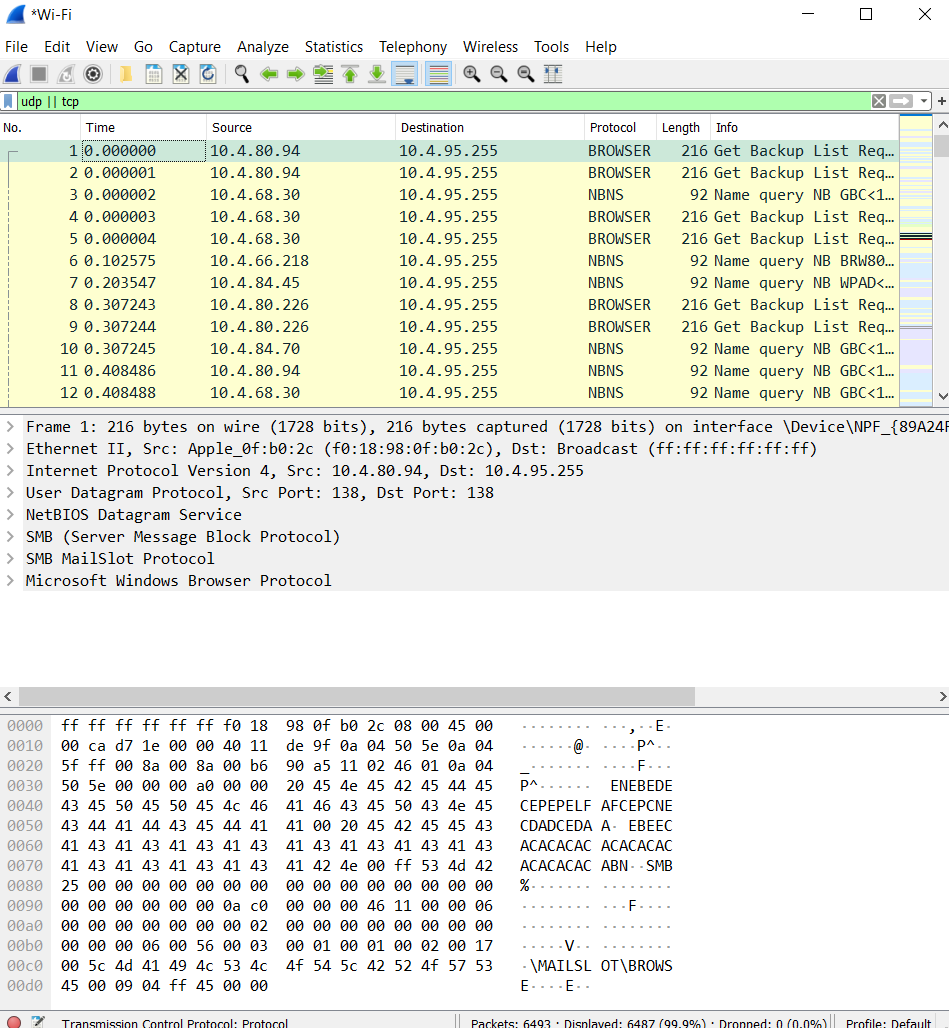 *Wi-Fi
File Edit View Go Capture Analyze Statistics Telephony Wireless Tools Help
udp || tcp
No. Time Source Destination Protocol Length Info
1 0.000000 10.4.80.94 10.4.95.255 BROWSER 216 Get Backup List Req…
2 0.000001 10.4.80.94 10.4.95.255 BROWSER 216 Get Backup List Req…
3 0.000002 10.4.68.30 10.4.95.255 NBNS 92 Name query NB GBC<1…
4 0.000003 10.4.68.30 10.4.95.255 BROWSER 216 Get Backup List Req…
5 0.000004 10.4.68.30 10.4.95.255 BROWSER 216 Get Backup List Req…
6 0.102575 10.4.66.218 10.4.95.255 NBNS 92 Name query NB BRW80…
7 0.203547 10.4.84.45 10.4.95.255 NBNS 92 Name query NB WPAD<…
8 0.307243 10.4.80.226 10.4.95.255 BROWSER 216 Get Backup List Req…
9 0.307244 10.4.80.226 10.4.95.255 BROWSER 216 Get Backup List Req…
10 0.307245 10.4.84.70 10.4.95.255 NBNS 92 Name query NB GBC<1…
11 0.408486 10.4.80.94 10.4.95.255 NBNS 92 Name query NB GBC<1…
12 0.408488 10.4.68.30 10.4.95.255 NBNS 92 Name query NB GBC<1…
Frame 1: 216 bytes on wire (1728 bits), 216 bytes captured (1728 bits) on interface \Device\NPF_{89A24F
Ethernet II, Src: Apple_0f:b0:2c (f0:18:98:0f:b0:2c), Dst: Broadcast (ff:ff:ff:ff:ff:ff)
Internet Protocol Version 4, Src: 10.4.80.94, Dst: 10.4.95.255
User Datagram Protocol, Src Port: 138, Dst Port: 138
NetBIOS Datagram Service
SMB (Server Message Block Protocol)
SMB MailSlot Protocol
Microsoft Windows Browser Protocol
0000 ff ff ff ff ff ff f0 18 98 0f b0 2c 08 00 45 00 ········ ···,··E·
0010 00 ca d7 1e 00 00 40 11 de 9f 0a 04 50 5e 0a 04 ······@· ····P^··
0020 5f ff 00 8a 00 8a 00 b6 90 a5 11 02 46 01 0a 04 _······· ····F···
0030 50 5e 00 00 00 a0 00 00 20 45 4e 45 42 45 44 45 P^······  ENEBEDE
0040 43 45 50 45 50 45 4c 46 41 46 43 45 50 43 4e 45 CEPEPELF AFCEPCNE
0050 43 44 41 44 43 45 44 41 41 00 20 45 42 45 45 43 CDADCEDA A· EBEEC
0060 41 43 41 43 41 43 41 43 41 43 41 43 41 43 41 43 ACACACAC ACACACAC
0070 41 43 41 43 41 43 41 43 41 42 4e 00 ff 53 4d 42 ACACACAC ABN··SMB
0080 25 00 00 00 00 00 00 00 00 00 00 00 00 00 00 00 %······· ········
0090 00 00 00 00 00 00 0a c0 00 00 00 46 11 00 00 06 ········ ···F····
00a0 00 00 00 00 00 00 00 02 00 00 00 00 00 00 00 00 ········ ········
00b0 00 00 00 06 00 56 00 03 00 01 00 01 00 02 00 17 ·····V·· ········
00c0 00 5c 4d 41 49 4c 53 4c 4f 54 5c 42 52 4f 57 53 ·\MAILSL OT\BROWS
00d0 45 00 09 04 ff 45 00 00 E····E··
Transmission Control Protocol: Protocol Packets: 6493 · Displayed: 6487 (99.9%) · Dropped: 0 (0.0%) Profile: Default